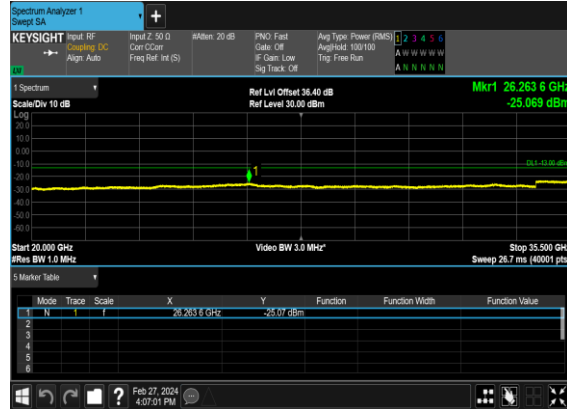 Spectrum Analyzer 1
Swept SA
+
KEYSIGHT Input: RF Input Z: 50 Ω #Atten: 20 dB PNO: Fast Avg Type: Power (RMS) 1 2 3 4 5 6
Coupling: DC Corr CCorr Gate: Off Avg|Hold: 100/100 A W W W W W
Align: Auto Freq Ref: Int (S) IF Gain: Low Trig: Free Run
Sig Track: Off A N N N N N
1 Spectrum Ref Lvl Offset 36.40 dB Mkr1 26.263 6 GHz
Scale/Div 10 dB Ref Level 30.00 dBm -25.069 dBm
Log
20.0
10.0
0.00
-10.0 DL1 -13.00 dBm
1
-20.0
-30.0
-40.0
-50.0
-60.0
Start 20.000 GHz Video BW 3.0 MHz* Stop 35.500 GHz
#Res BW 1.0 MHz Sweep 26.7 ms (40001 pts)
5 Marker Table
Mode Trace Scale X Y Function Function Width Function Value
1 N 1 f 26.263 6 GHz -25.07 dBm
2
3
4
5
6
? Feb 27, 2024
4:07:01 PM